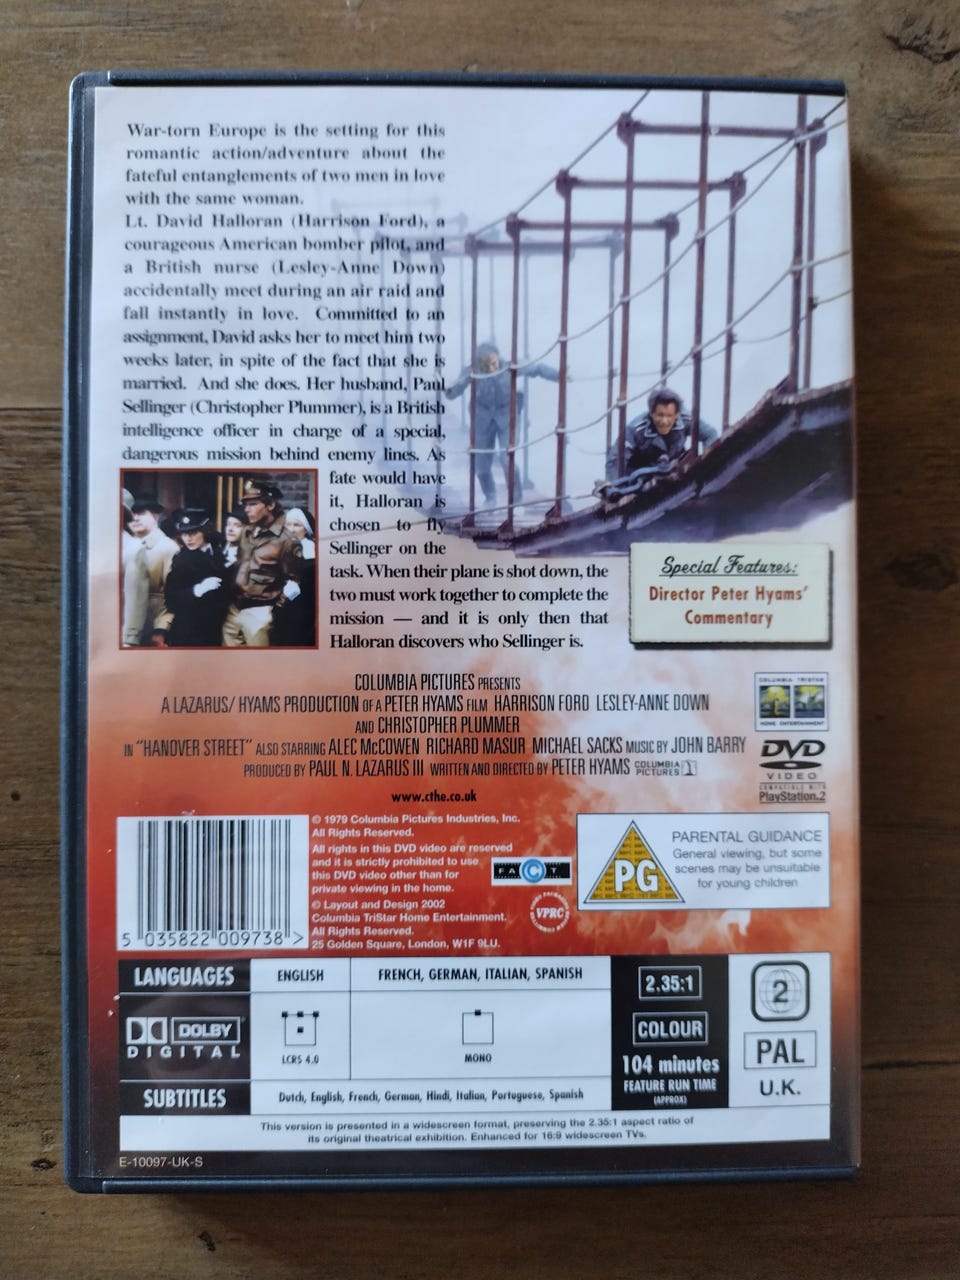 War-torn Europe is the setting for this
romantic action/adventure about the
fateful entanglements of two men in love
with the same woman.
Lt. David Halloran (Harrison Ford), a
courageous American bomber pilot, and
a British nurse (Lesley-Anne Down)
accidentally meet during an air raid and
fall instantly in love. Committed to an
assignment, David asks her to meet him two
weeks later, in spite of the fact that she is
married. And she does. Her husband, Paul
Sellinger (Christopher Plummer), is a British
intelligence officer in charge of a special,
dangerous mission behind enemy lines. As
fate would have
it, Halloran is
chosen to fly
Sellinger on the
task. When their plane is shot down, the
two must work together to complete the
mission — and it is only then that
Halloran discovers who Sellinger is.
Special Features:
Director Peter Hyams'
Commentary
COLUMBIA PICTURES PRESENTS
A LAZARUS/ HYAMS PRODUCTION OF A PETER HYAMS FILM HARRISON FORD LESLEY-ANNE DOWN
AND CHRISTOPHER PLUMMER
IN "HANOVER STREET" ALSO STARRING ALEC McCOWEN RICHARD MASUR MICHAEL SACKS MUSIC BY JOHN BARRY
PRODUCED BY PAUL N. LAZARUS III WRITTEN AND DIRECTED BY PETER HYAMS COLUMBIA PICTURES
www.cthe.co.uk
COLUMBIA TRISTAR
HOME ENTERTAINMENT
DVD
VIDEO
COMPATIBLE WITH
PlayStation.2
© 1979 Columbia Pictures Industries, Inc.
All Rights Reserved.
All rights in this DVD video are reserved
and it is strictly prohibited to use
this DVD video other than for
private viewing in the home.
© Layout and Design 2002
Columbia TriStar Home Entertainment.
All Rights Reserved.
25 Golden Square, London, W1F 9LU.
5 035822 009738 >
FACT
VPRC
PG
PARENTAL GUIDANCE
General viewing, but some
scenes may be unsuitable
for young children
LANGUAGES
ENGLISH
FRENCH, GERMAN, ITALIAN, SPANISH
DOLBY
DIGITAL
LCRS 4.0
MONO
SUBTITLES
Dutch, English, French, German, Hindi, Italian, Portuguese, Spanish
2.35:1
COLOUR
104 minutes
FEATURE RUN TIME
(APPROX)
2
PAL
U.K.
This version is presented in a widescreen format, preserving the 2.35:1 aspect ratio of
its original theatrical exhibition. Enhanced for 16:9 widescreen TVs.
E-10097-UK-S